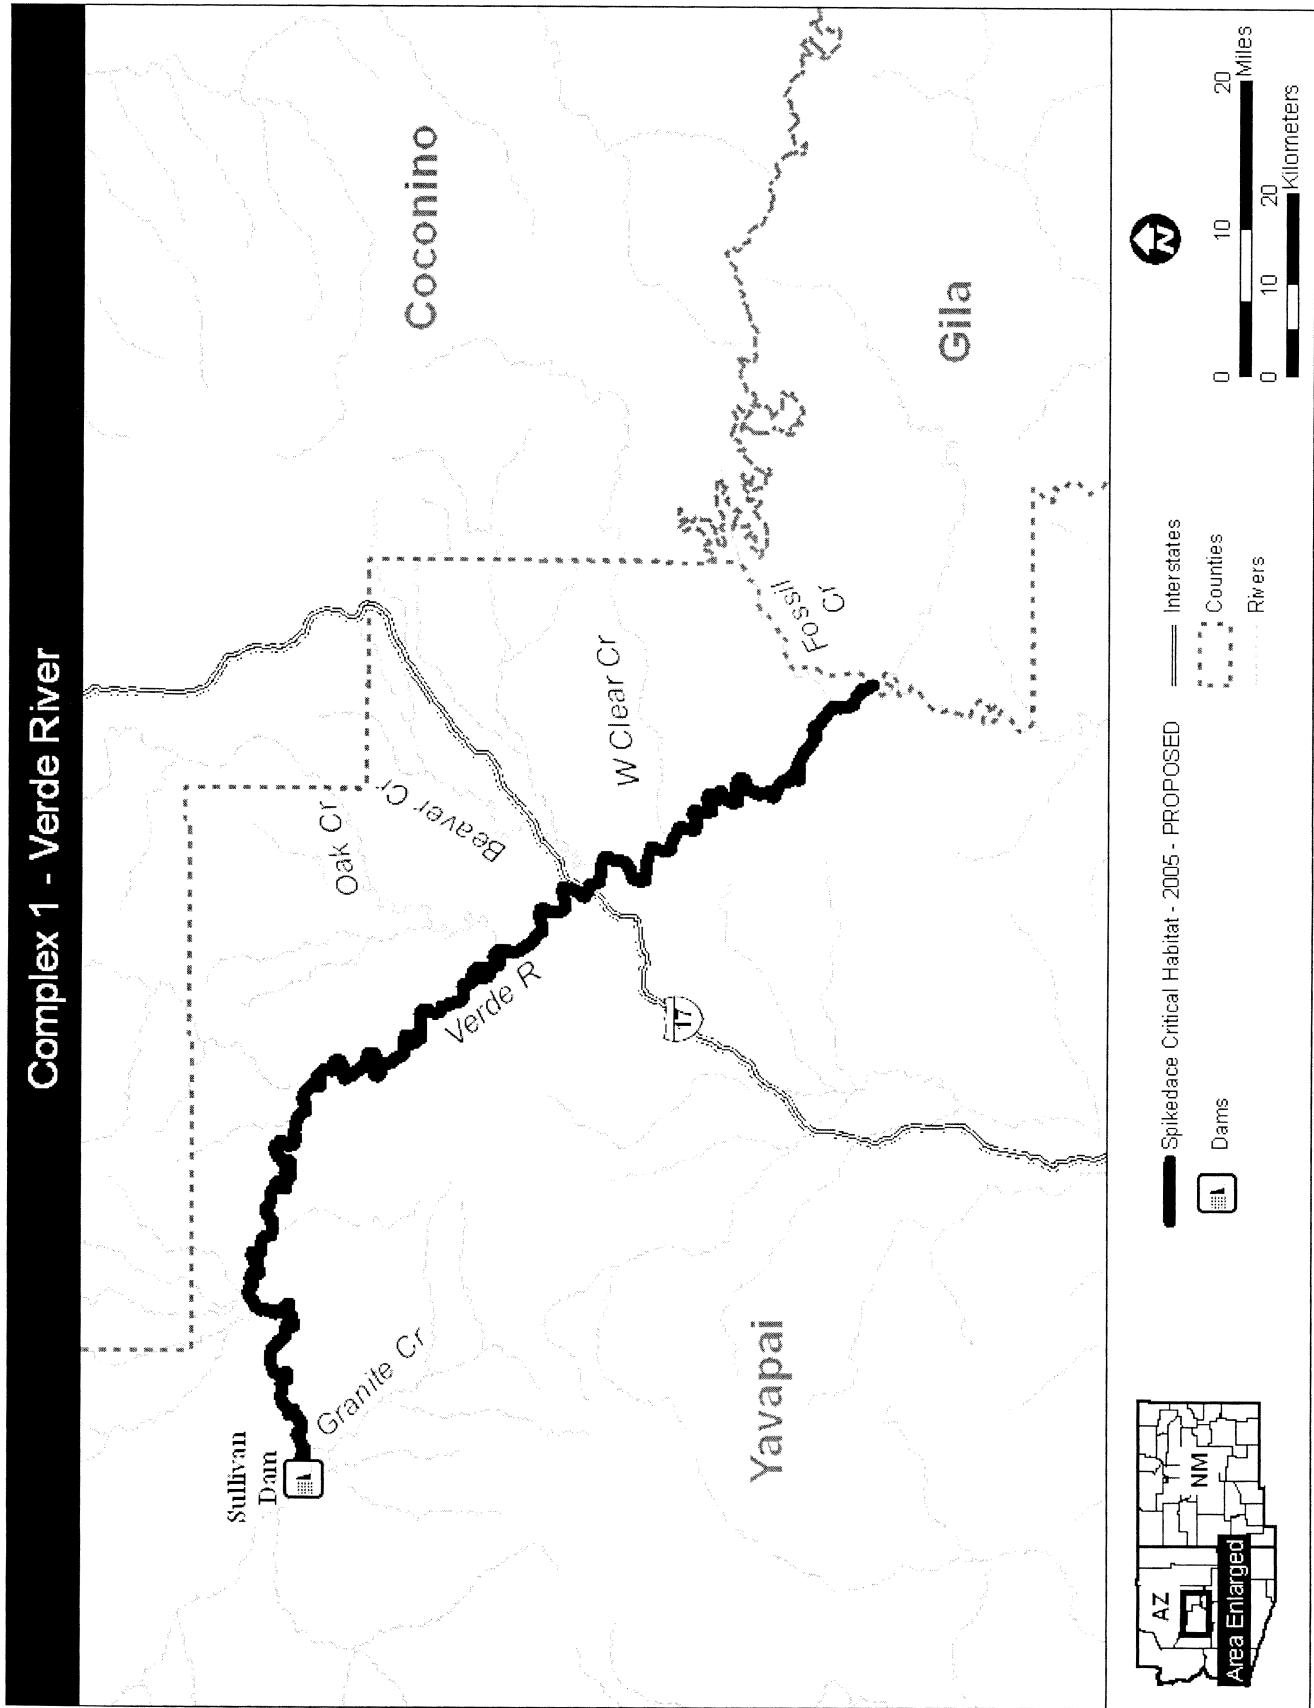 Complex 1 - Verde River
Coconino
Gila
Yavapai
Sullivan
Dam
Granite Cr
Verde R
Oak Cr
Beaver Cr
W Clear Cr
Fossil
Cr
17
AZ
NM
Area Enlarged
Spikedace Critical Habitat - 2005 - PROPOSED
Dams
Interstates
Counties
Rivers
N
0 10 20
Miles
0 10 20
Kilometers